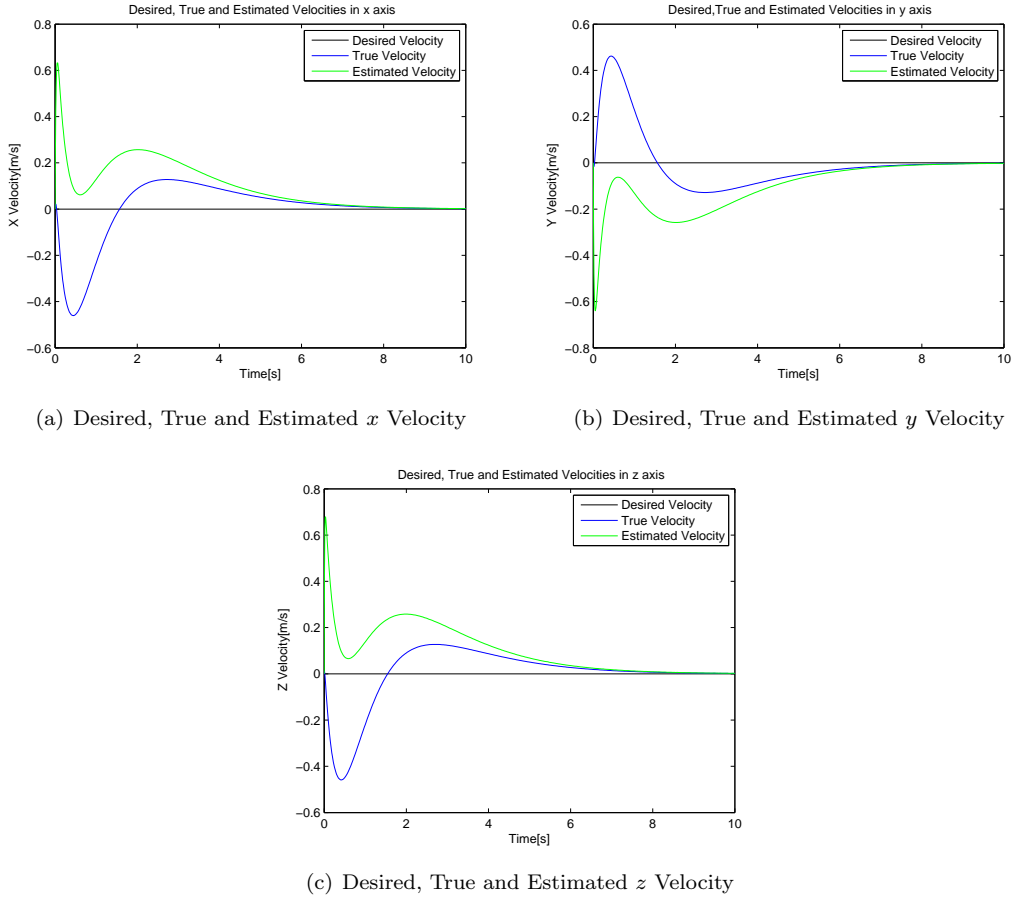 Desired, True and Estimated Velocities in x axis
0.8
0.6
0.4
0.2
0
−0.2
−0.4
−0.6
X Velocity[m/s]
Desired Velocity
True Velocity
Estimated Velocity
0 2 4 6 8 10
Time[s]
(a) Desired, True and Estimated x Velocity
Desired,True and Estimated Velocities in y axis
0.6
0.4
0.2
0
−0.2
−0.4
−0.6
−0.8
Y Velocity[m/s]
Desired Velocity
True Velocity
Estimated Velocity
0 2 4 6 8 10
Time[s]
(b) Desired, True and Estimated y Velocity
Desired, True and Estimated Velocities in z axis
0.8
0.6
0.4
0.2
0
−0.2
−0.4
−0.6
Z Velocity[m/s]
Desired Velocity
True Velocity
Estimated Velocity
0 2 4 6 8 10
Time[s]
(c) Desired, True and Estimated z Velocity